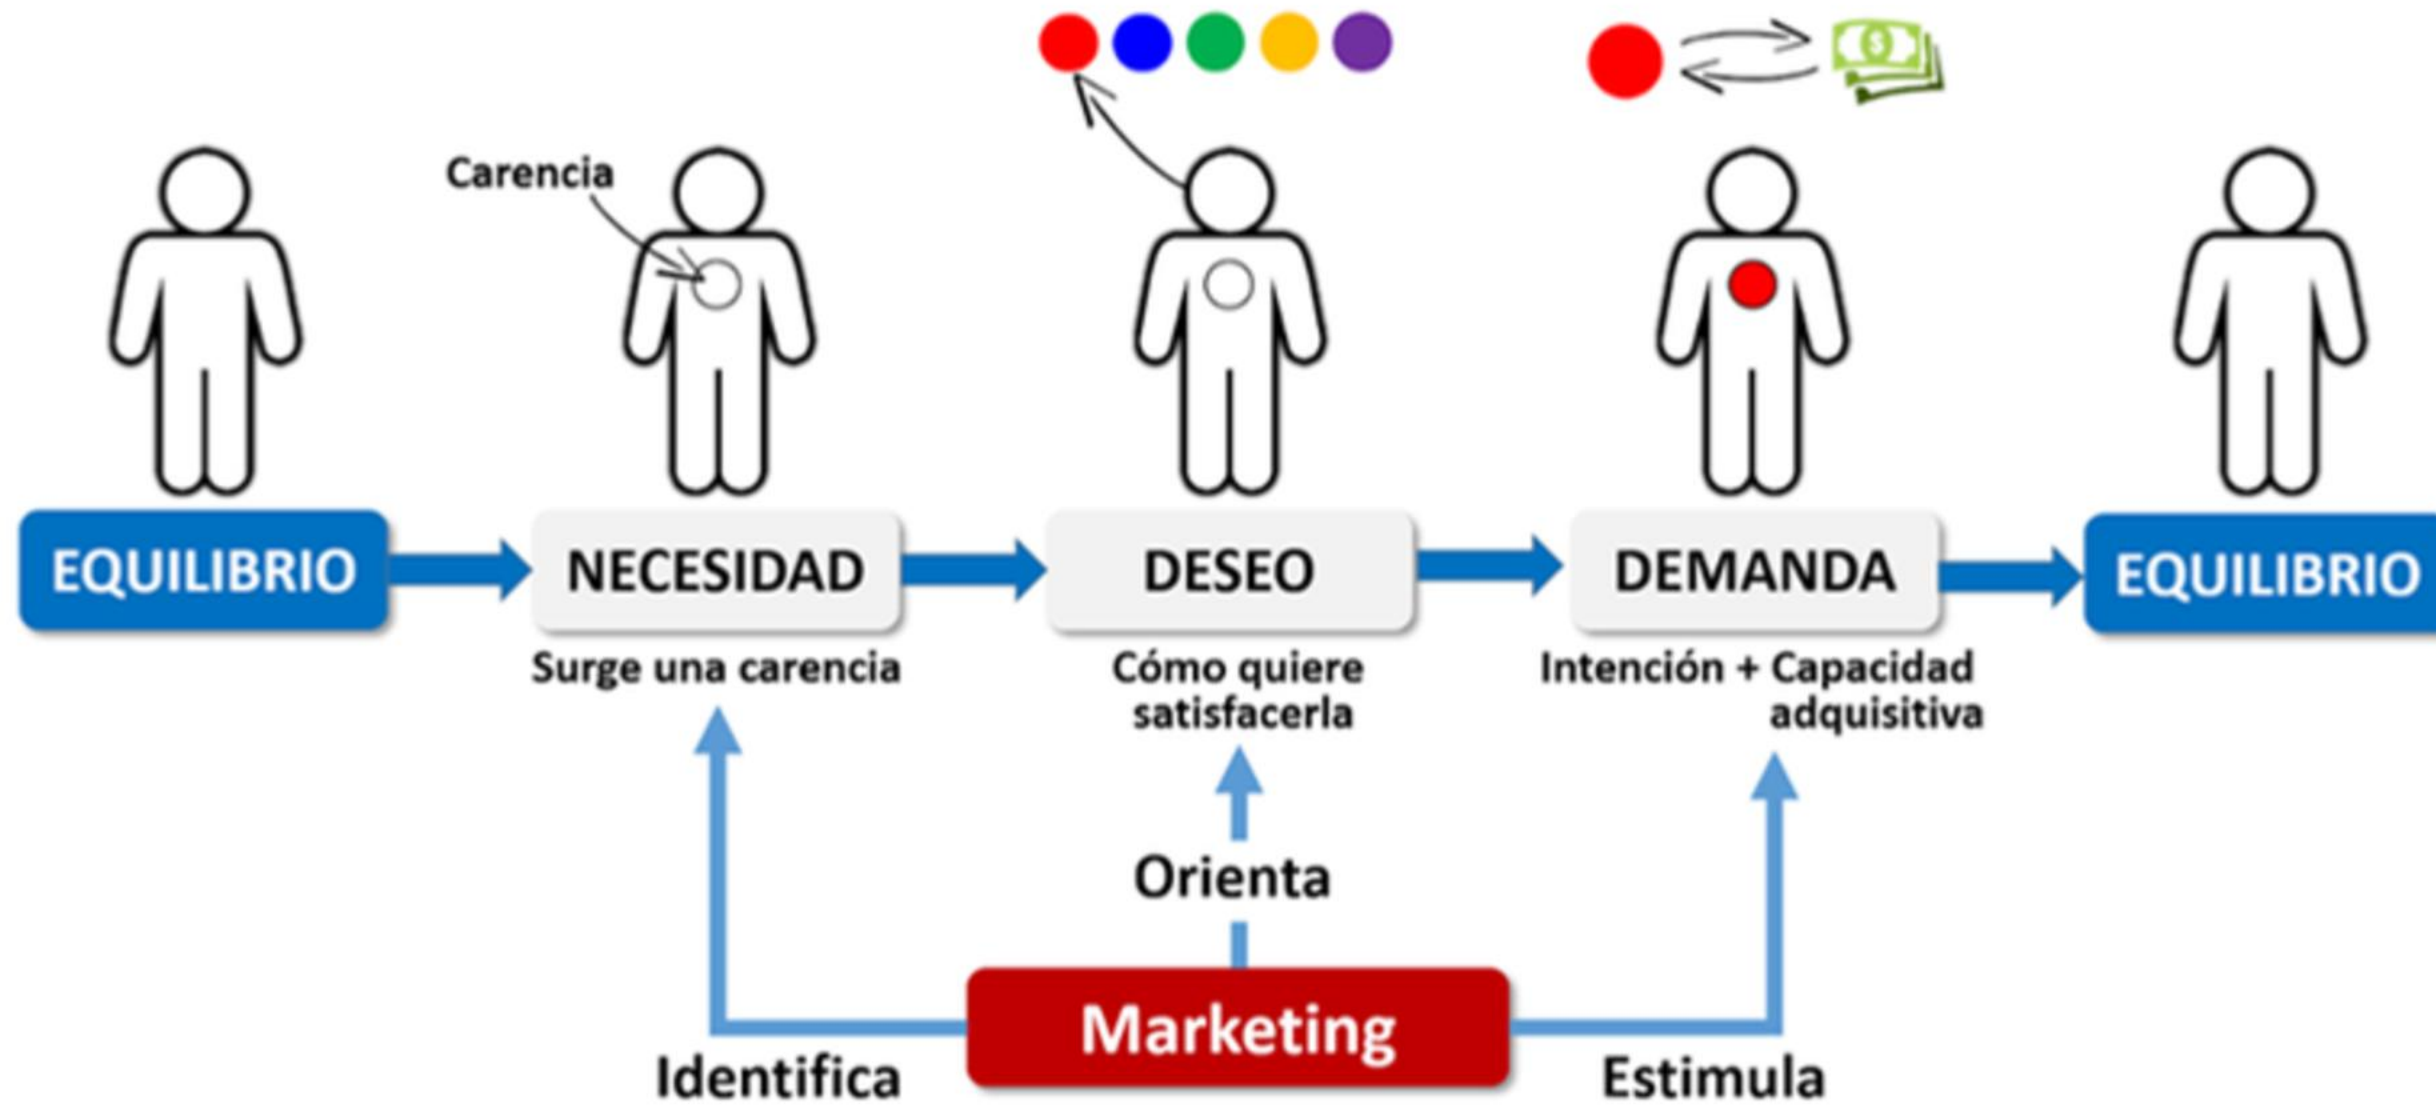 Carencia
EQUILIBRIO
NECESIDAD
DESEO
DEMANDA
EQUILIBRIO
Surge una carencia
Cómo quiere
satisfacerla
Intención + Capacidad
adquisitiva
Orienta
Marketing
Identifica
Estimula